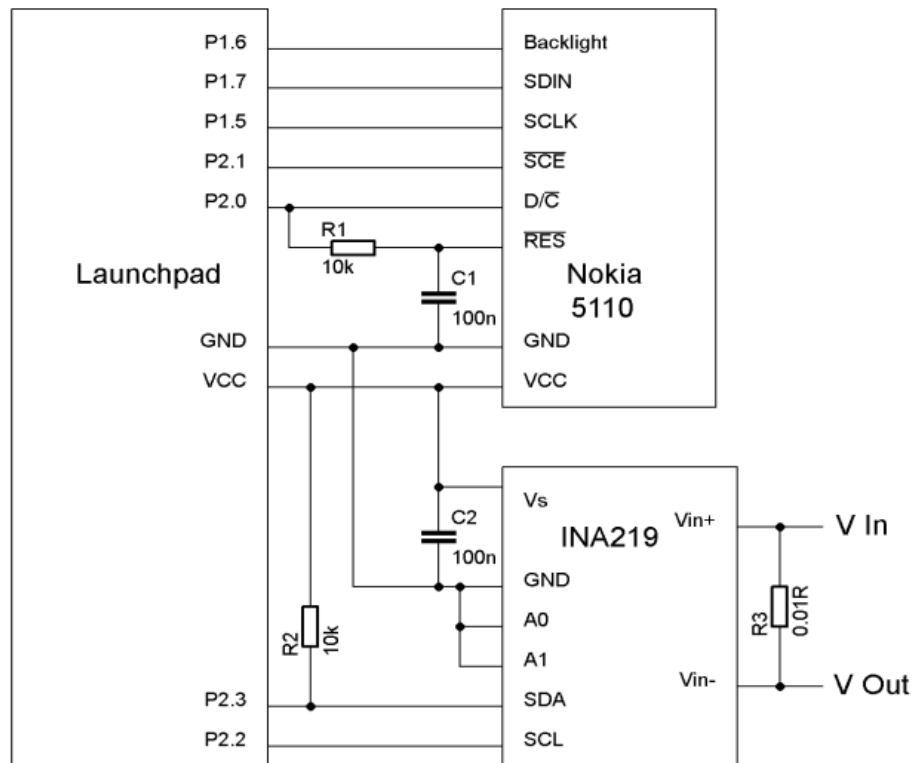 P1.6 Backlight
P1.7 SDIN
P1.5 SCLK
P2.1 S̅C̅E̅
P2.0 D/C̅
R1
10k
R̅E̅S̅
Launchpad
C1
100n
Nokia
5110
GND GND
VCC VCC
Vs
C2
100n
INA219
Vin+ V In
GND
A0
A1
R2
10k
R3
0.01R
Vin- V Out
P2.3 SDA
P2.2 SCL